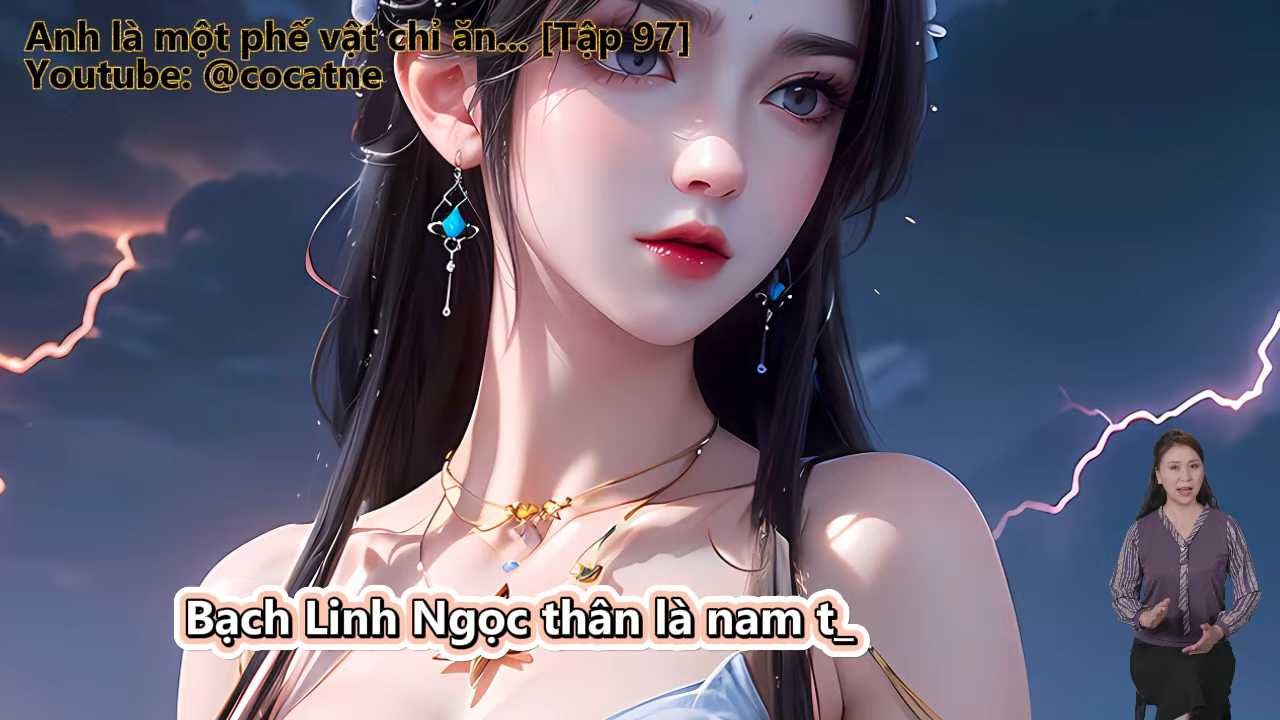 Anh là một phế vật chỉ ăn... [Tập 97]
Youtube: @cocatne
Bạch Linh Ngọc thân là nam t_